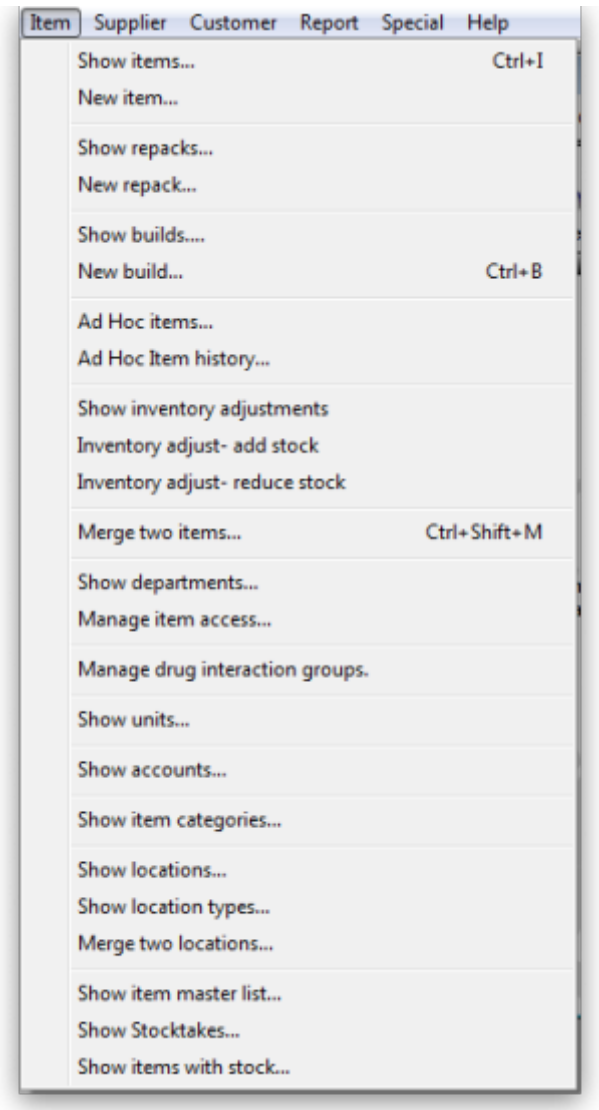 Item Supplier Customer Report Special Help
Show items... Ctrl+I
New item...
Show repacks...
New repack...
Show builds....
New build... Ctrl+B
Ad Hoc items...
Ad Hoc Item history...
Show inventory adjustments
Inventory adjust- add stock
Inventory adjust- reduce stock
Merge two items... Ctrl+Shift+M
Show departments...
Manage item access...
Manage drug interaction groups.
Show units...
Show accounts...
Show item categories...
Show locations...
Show location types...
Merge two locations...
Show item master list...
Show Stocktakes...
Show items with stock...